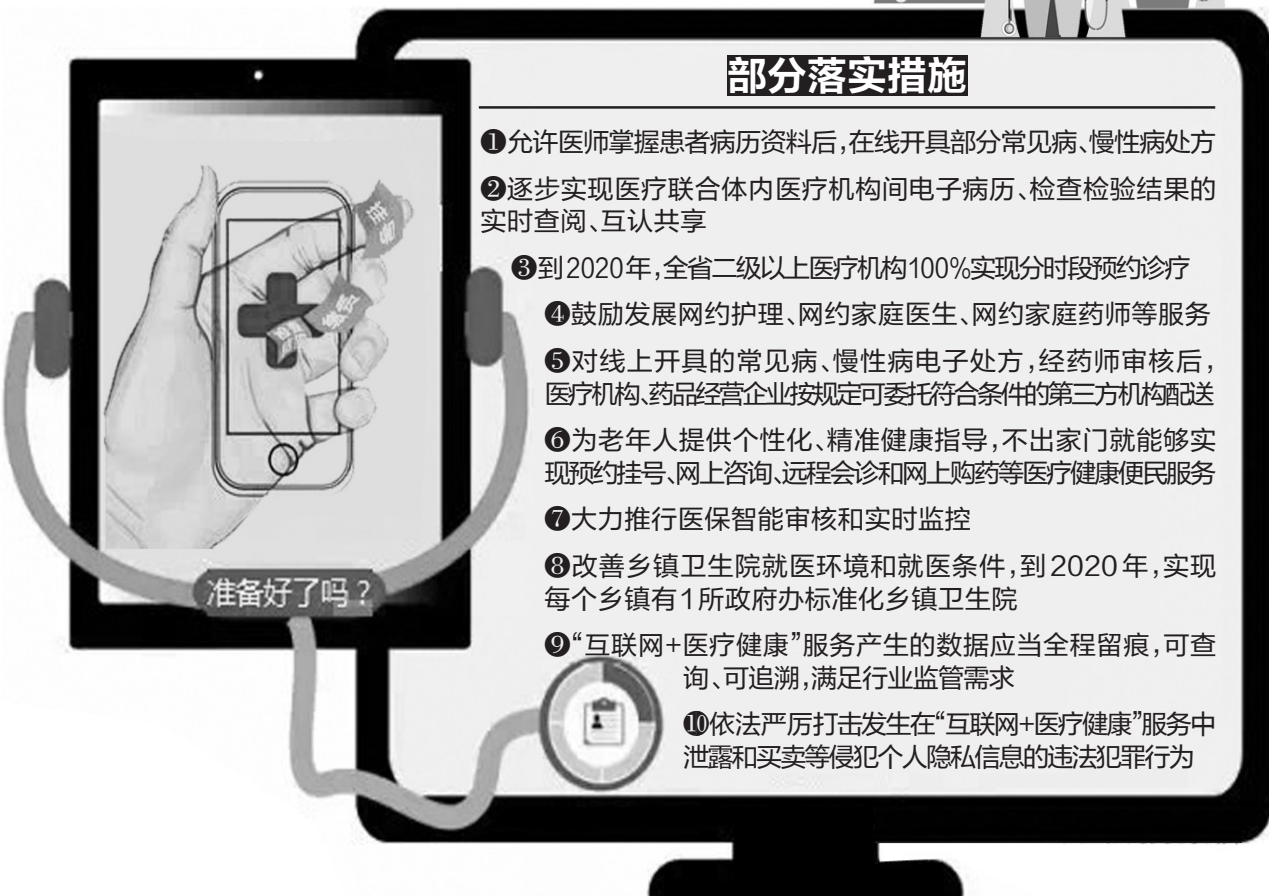 部分落实措施
❶允许医师掌握患者病历资料后,在线开具部分常见病、慢性病处方
❷逐步实现医疗联合体内医疗机构间电子病历、检查检验结果的
实时查阅、互认共享
❸到2020年,全省二级以上医疗机构100%实现分时段预约诊疗
❹鼓励发展网约护理、网约家庭医生、网约家庭药师等服务
❺对线上开具的常见病、慢性病电子处方,经药师审核后,
医疗机构、药品经营企业按规定可委托符合条件的第三方机构配送
❻为老年人提供个性化、精准健康指导,不出家门就能够实
现预约挂号、网上咨询、远程会诊和网上购药等医疗健康便民服务
❼大力推行医保智能审核和实时监控
❽改善乡镇卫生院就医环境和就医条件,到2020年,实现
每个乡镇有1所政府办标准化乡镇卫生院
❾“互联网+医疗健康”服务产生的数据应当全程留痕,可查
询、可追溯,满足行业监管需求
❿依法严厉打击发生在“互联网+医疗健康”服务中
泄露和买卖等侵犯个人隐私信息的违法犯罪行为
准备好了吗?